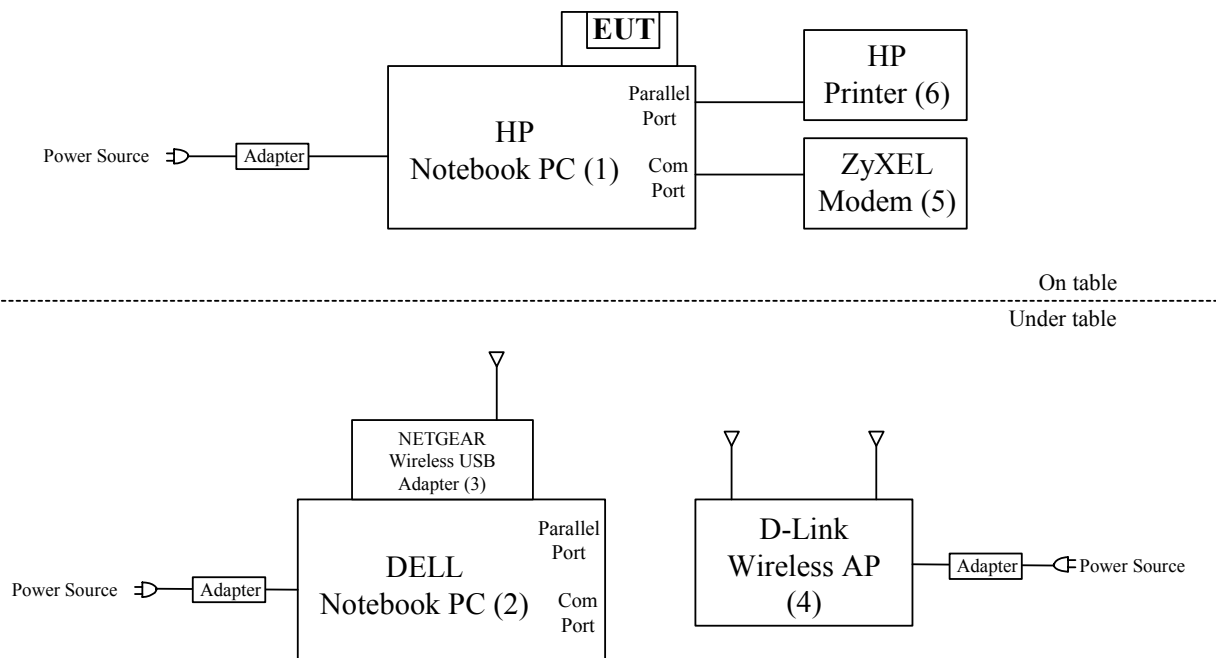 EUT
HP
Printer (6)
Parallel
Port
HP
Notebook PC (1)
Power Source
Adapter
Com
Port
ZyXEL
Modem (5)
On table
Under table
NETGEAR
Wireless USB
Adapter (3)
Parallel
Port
DELL
Notebook PC (2)
Com
Port
Power Source
Adapter
D-Link
Wireless AP
(4)
Adapter
Power Source